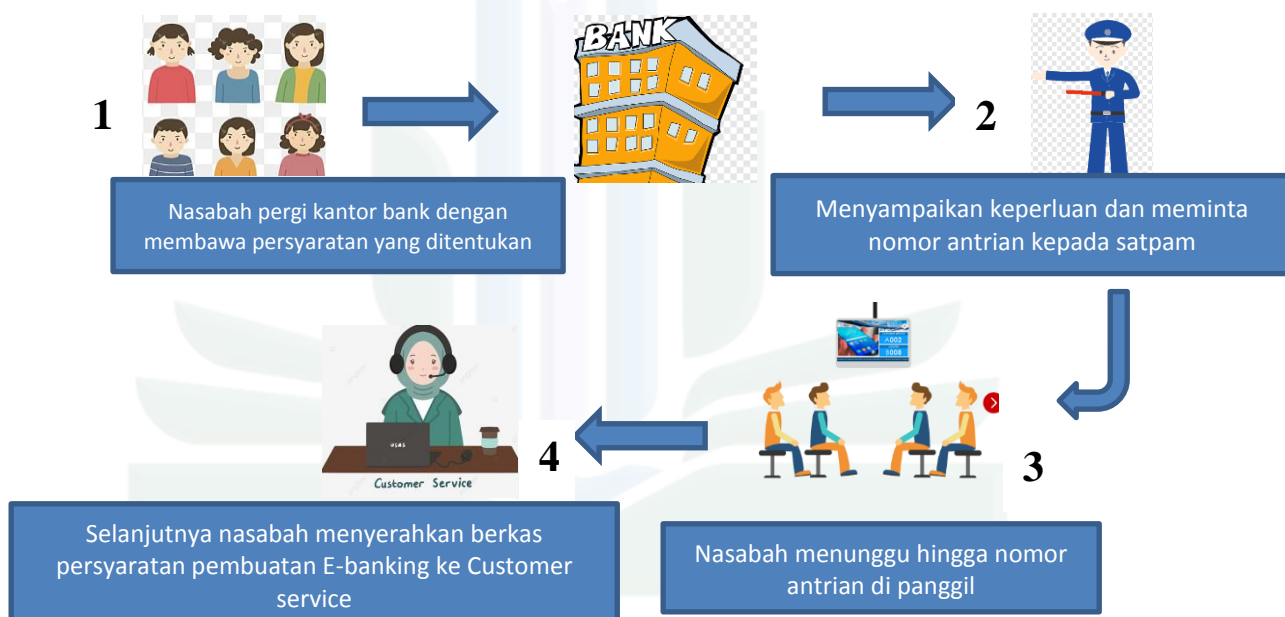 BANK
1
2
Nasabah pergi kantor bank dengan
membawa persyaratan yang ditentukan
Menyampaikan keperluan dan meminta
nomor antrian kepada satpam
A002
B008
usas
4
Customer Service
3
Selanjutnya nasabah menyerahkan berkas
persyaratan pembuatan E-banking ke Customer
service
Nasabah menunggu hingga nomor
antrian di panggil